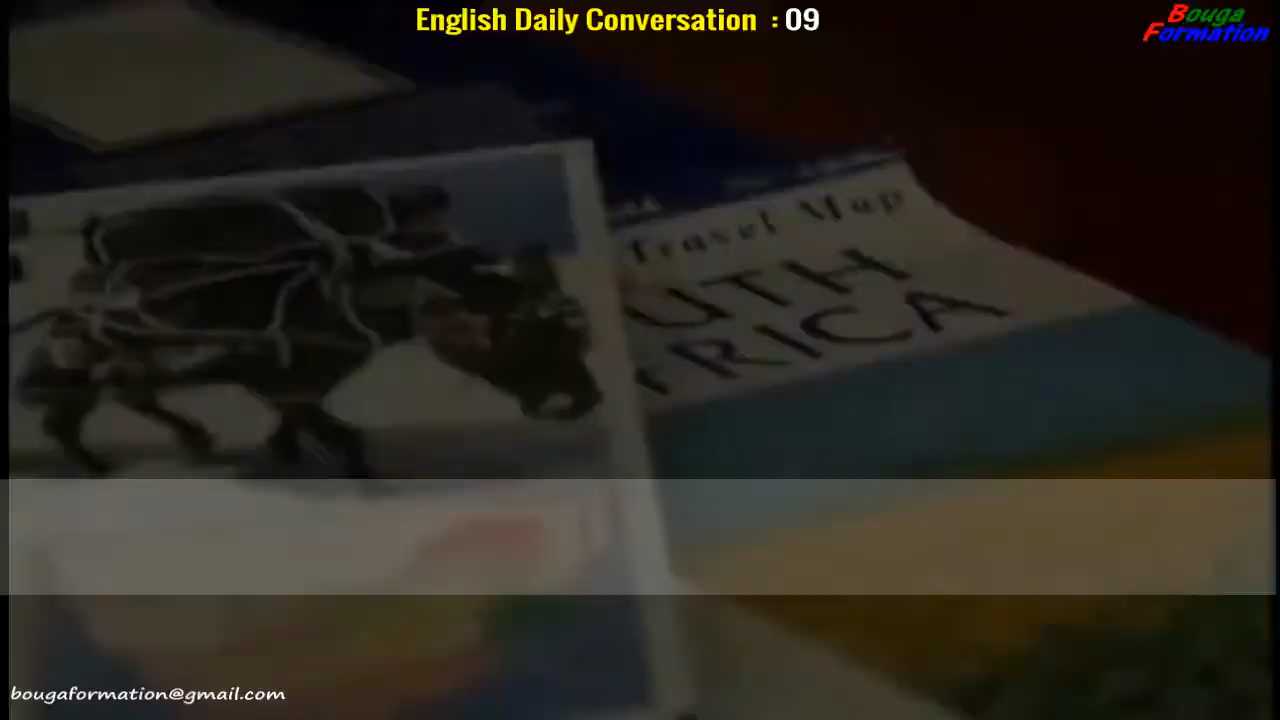 English Daily Conversation : 09
Bouga
Formation
Travel Map
UTH
RICA
bougaformation@gmail.com